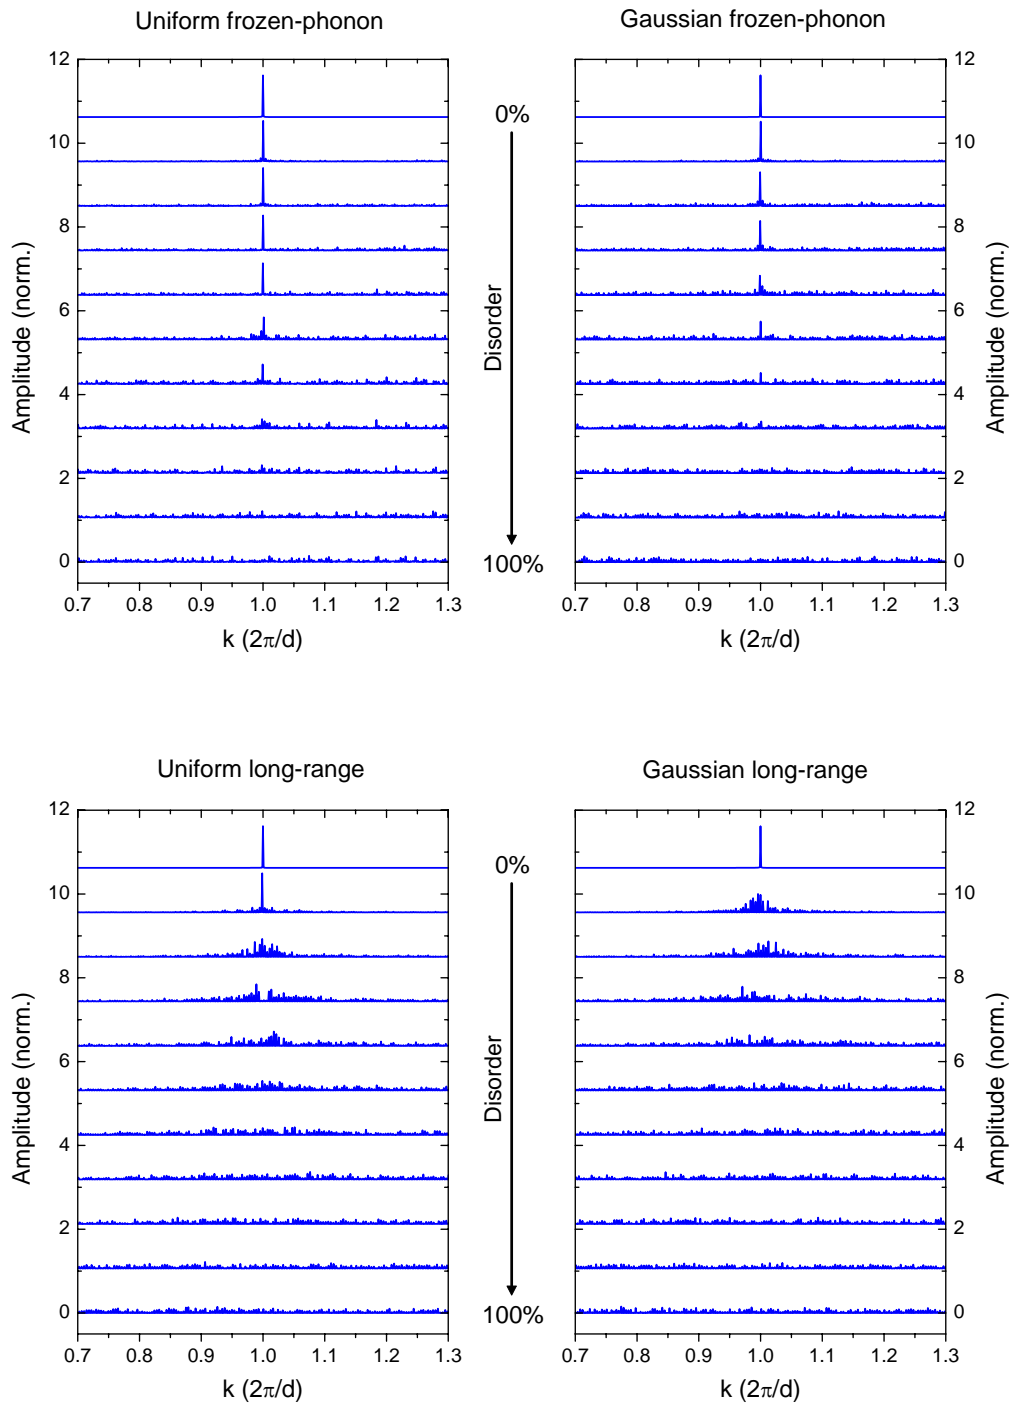 Uniform frozen-phonon
Gaussian frozen-phonon
12
10
8
6
4
2
0
Amplitude (norm.)
0.7 0.8 0.9 1.0 1.1 1.2 1.3
k (2π/d)
0%
Disorder
100%
12
10
8
6
4
2
0
Amplitude (norm.)
0.7 0.8 0.9 1.0 1.1 1.2 1.3
k (2π/d)
Uniform long-range
Gaussian long-range
12
10
8
6
4
2
0
Amplitude (norm.)
0.7 0.8 0.9 1.0 1.1 1.2 1.3
k (2π/d)
0%
Disorder
100%
12
10
8
6
4
2
0
Amplitude (norm.)
0.7 0.8 0.9 1.0 1.1 1.2 1.3
k (2π/d)